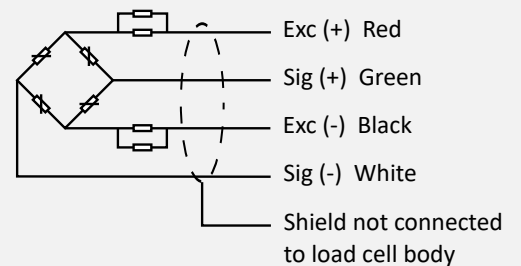 Exc (+) Red
Sig (+) Green
Exc (-) Black
Sig (-) White
Shield not connected
to load cell body